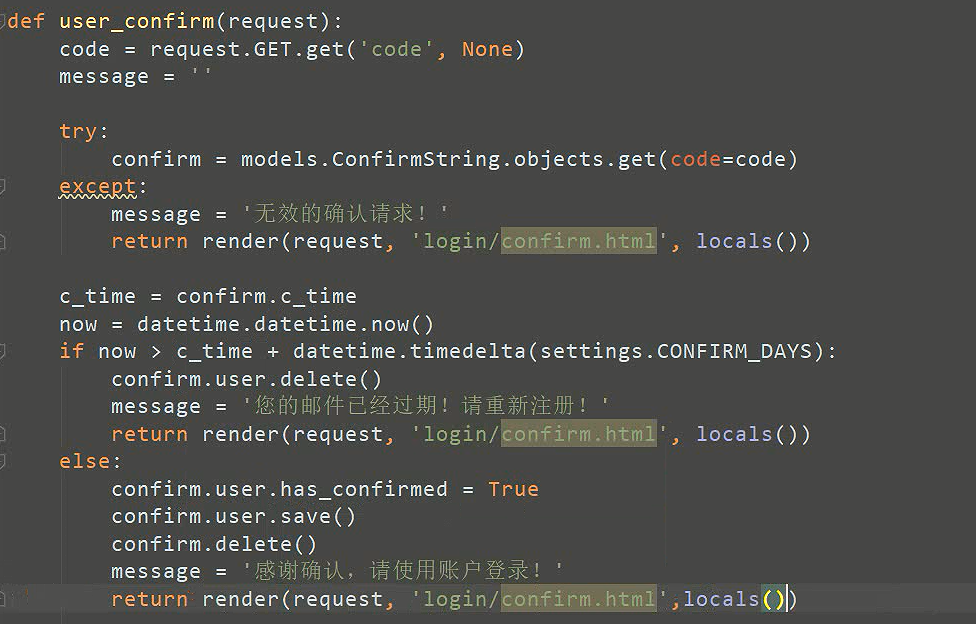 def user_confirm(request):
    code = request.GET.get('code', None)
    message = ''
    try:
        confirm = models.ConfirmString.objects.get(code=code)
    except:
        message = '无效的确认请求！'
        return render(request, 'login/confirm.html', locals())
    c_time = confirm.c_time
    now = datetime.datetime.now()
    if now > c_time + datetime.timedelta(settings.CONFIRM_DAYS):
        confirm.user.delete()
        message = '您的邮件已经过期！请重新注册！'
        return render(request, 'login/confirm.html', locals())
    else:
        confirm.user.has_confirmed = True
        confirm.user.save()
        confirm.delete()
        message = '感谢确认，请使用账户登录！'
        return render(request, 'login/confirm.html',locals())